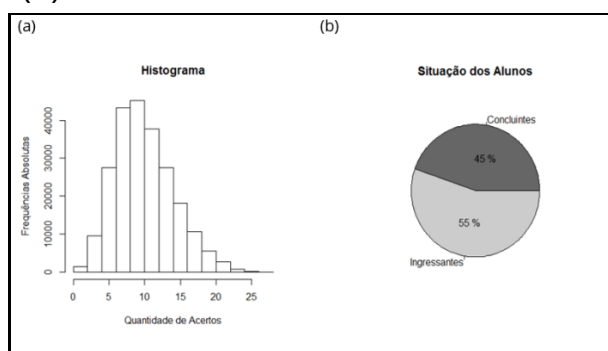 (a)
Histograma
Frequências Absolutas
0
10000
20000
30000
40000
0 5 10 15 20 25
Quantidade de Acertos
(b)
Situação dos Alunos
Concluintes
45 %
55 %
Ingressantes